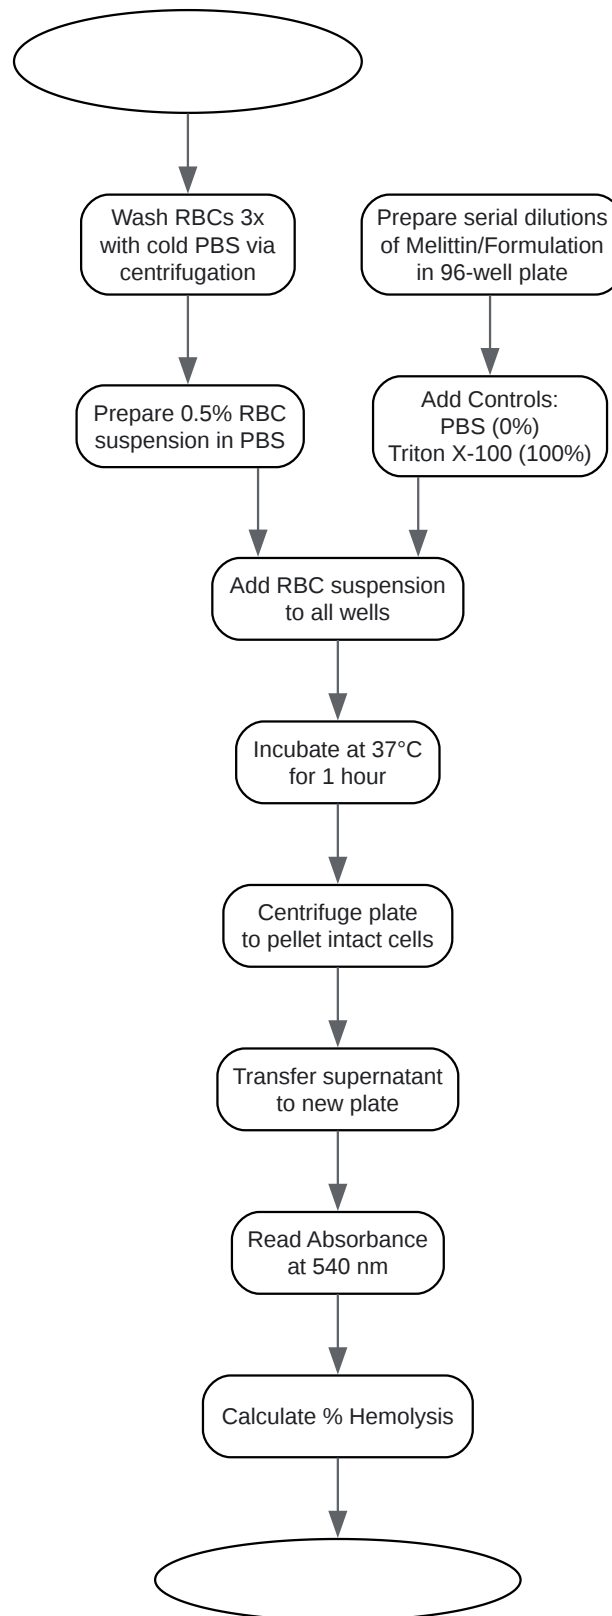 Wash RBCs 3x
with cold PBS via
centrifugation
Prepare serial dilutions
of Melittin/Formulation
in 96-well plate
Prepare 0.5% RBC
suspension in PBS
Add Controls:
PBS (0%)
Triton X-100 (100%)
Add RBC suspension
to all wells
Incubate at 37°C
for 1 hour
Centrifuge plate
to pellet intact cells
Transfer supernatant
to new plate
Read Absorbance
at 540 nm
Calculate % Hemolysis